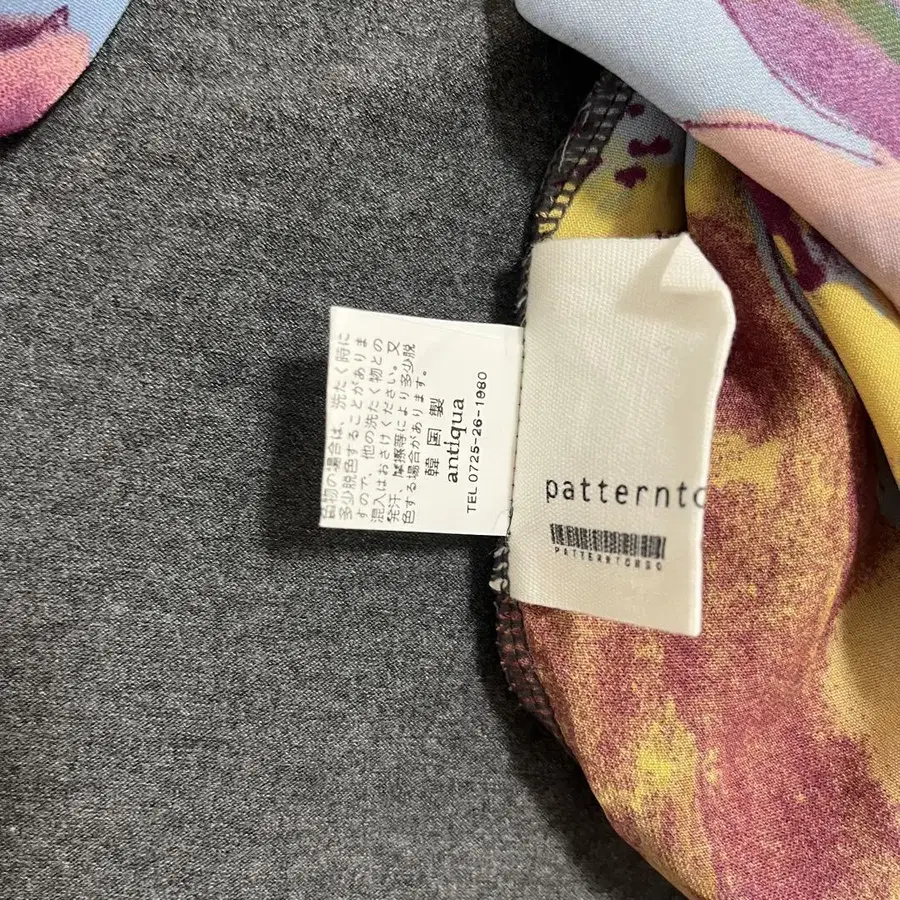 物の場合は、洗たく時に
多少脱色することがありま
すので、他の洗たく物との
混入はおさけください。又
発汗、摩擦等により多少脱
色する場合があります。
韓国製
antiqua
TEL 0725-26-1980
patternto
PATTERNTONSO